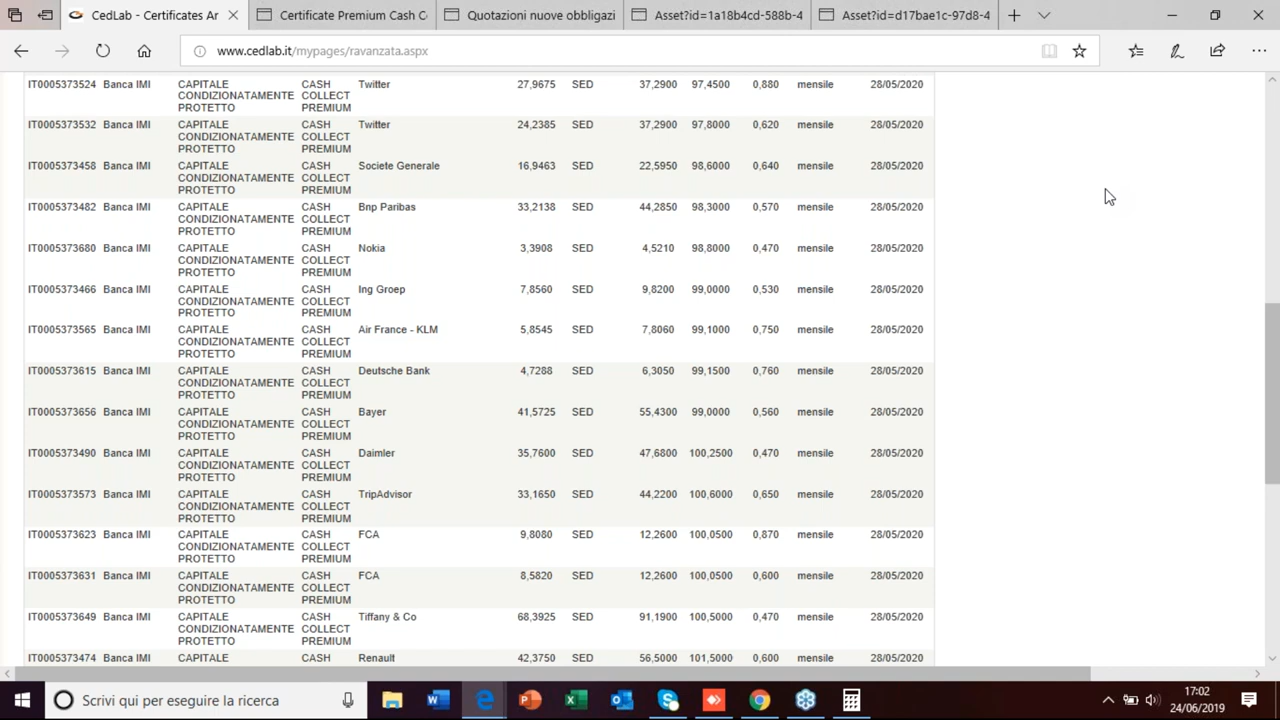 CedLab - Certificates Ar
Certificate Premium Cash C
Quotazioni nuove obbligazi
Asset?id=1a18b4cd-588b-4
Asset?id=d17bae1c-97d8-4
www.cedlab.it/mypages/ravanzata.aspx
IT0005373524 Banca IMI CAPITALE CASH Twitter 27,9675 SED 37,2900 97,4500 0,880 mensile 28/05/2020
CONDIZIONATAMENTE COLLECT
PROTETTO PREMIUM
IT0005373532 Banca IMI CAPITALE CASH Twitter 24,2385 SED 37,2900 97,8000 0,620 mensile 28/05/2020
CONDIZIONATAMENTE COLLECT
PROTETTO PREMIUM
IT0005373458 Banca IMI CAPITALE CASH Societe Generale 16,9463 SED 22,5950 98,6000 0,640 mensile 28/05/2020
CONDIZIONATAMENTE COLLECT
PROTETTO PREMIUM
IT0005373482 Banca IMI CAPITALE CASH Bnp Paribas 33,2138 SED 44,2850 98,3000 0,570 mensile 28/05/2020
CONDIZIONATAMENTE COLLECT
PROTETTO PREMIUM
IT0005373680 Banca IMI CAPITALE CASH Nokia 3,3908 SED 4,5210 98,8000 0,470 mensile 28/05/2020
CONDIZIONATAMENTE COLLECT
PROTETTO PREMIUM
IT0005373466 Banca IMI CAPITALE CASH Ing Groep 7,8560 SED 9,8200 99,0000 0,530 mensile 28/05/2020
CONDIZIONATAMENTE COLLECT
PROTETTO PREMIUM
IT0005373565 Banca IMI CAPITALE CASH Air France - KLM 5,8545 SED 7,8060 99,1000 0,750 mensile 28/05/2020
CONDIZIONATAMENTE COLLECT
PROTETTO PREMIUM
IT0005373615 Banca IMI CAPITALE CASH Deutsche Bank 4,7288 SED 6,3050 99,1500 0,760 mensile 28/05/2020
CONDIZIONATAMENTE COLLECT
PROTETTO PREMIUM
IT0005373656 Banca IMI CAPITALE CASH Bayer 41,5725 SED 55,4300 99,0000 0,560 mensile 28/05/2020
CONDIZIONATAMENTE COLLECT
PROTETTO PREMIUM
IT0005373490 Banca IMI CAPITALE CASH Daimler 35,7600 SED 47,6800 100,2500 0,470 mensile 28/05/2020
CONDIZIONATAMENTE COLLECT
PROTETTO PREMIUM
IT0005373573 Banca IMI CAPITALE CASH TripAdvisor 33,1650 SED 44,2200 100,6000 0,650 mensile 28/05/2020
CONDIZIONATAMENTE COLLECT
PROTETTO PREMIUM
IT0005373623 Banca IMI CAPITALE CASH FCA 9,8080 SED 12,2600 100,0500 0,870 mensile 28/05/2020
CONDIZIONATAMENTE COLLECT
PROTETTO PREMIUM
IT0005373631 Banca IMI CAPITALE CASH FCA 8,5820 SED 12,2600 100,0500 0,600 mensile 28/05/2020
CONDIZIONATAMENTE COLLECT
PROTETTO PREMIUM
IT0005373649 Banca IMI CAPITALE CASH Tiffany & Co 68,3925 SED 91,1900 100,5000 0,470 mensile 28/05/2020
CONDIZIONATAMENTE COLLECT
PROTETTO PREMIUM
IT0005373474 Banca IMI CAPITALE CASH Renault 42,3750 SED 56,5000 101,5000 0,600 mensile 28/05/2020
Scrivi qui per eseguire la ricerca
17:02
24/06/2019